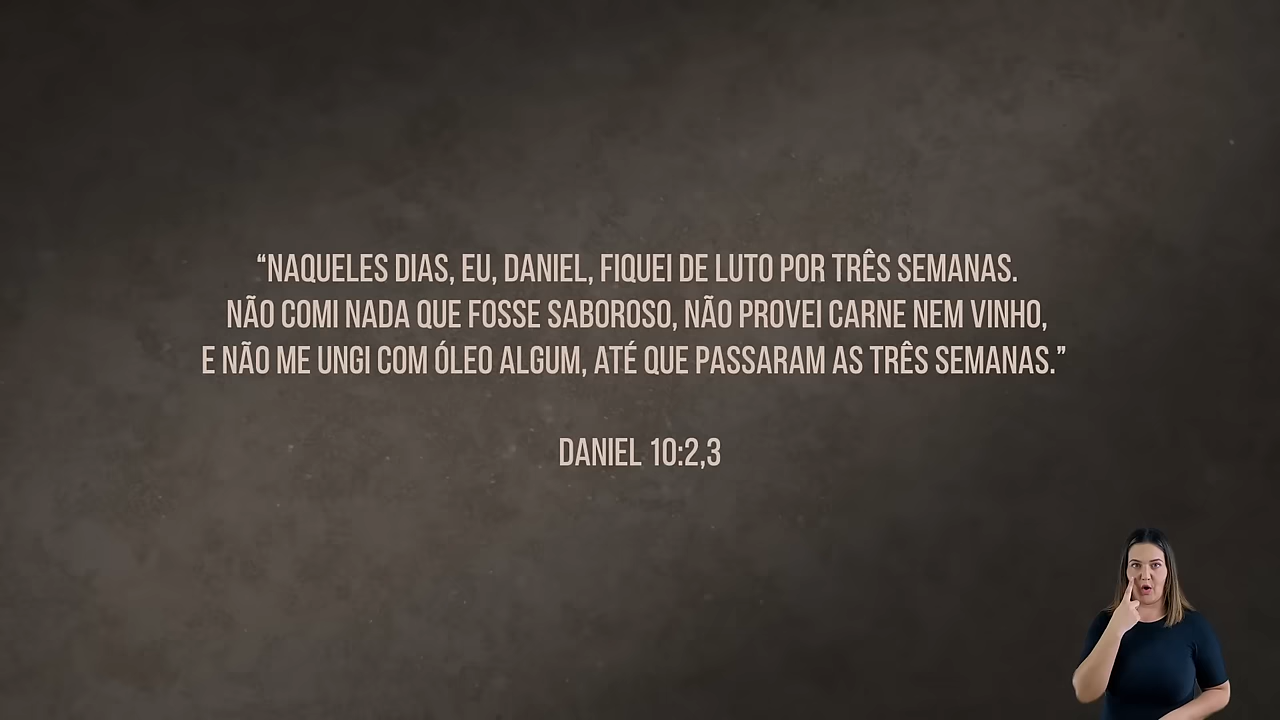 “NAQUELES DIAS, EU, DANIEL, FIQUEI DE LUTO POR TRÊS SEMANAS.
NÃO COMI NADA QUE FOSSE SABOROSO, NÃO PROVEI CARNE NEM VINHO,
E NÃO ME UNGI COM ÓLEO ALGUM, ATÉ QUE PASSARAM AS TRÊS SEMANAS.”
DANIEL 10:2,3